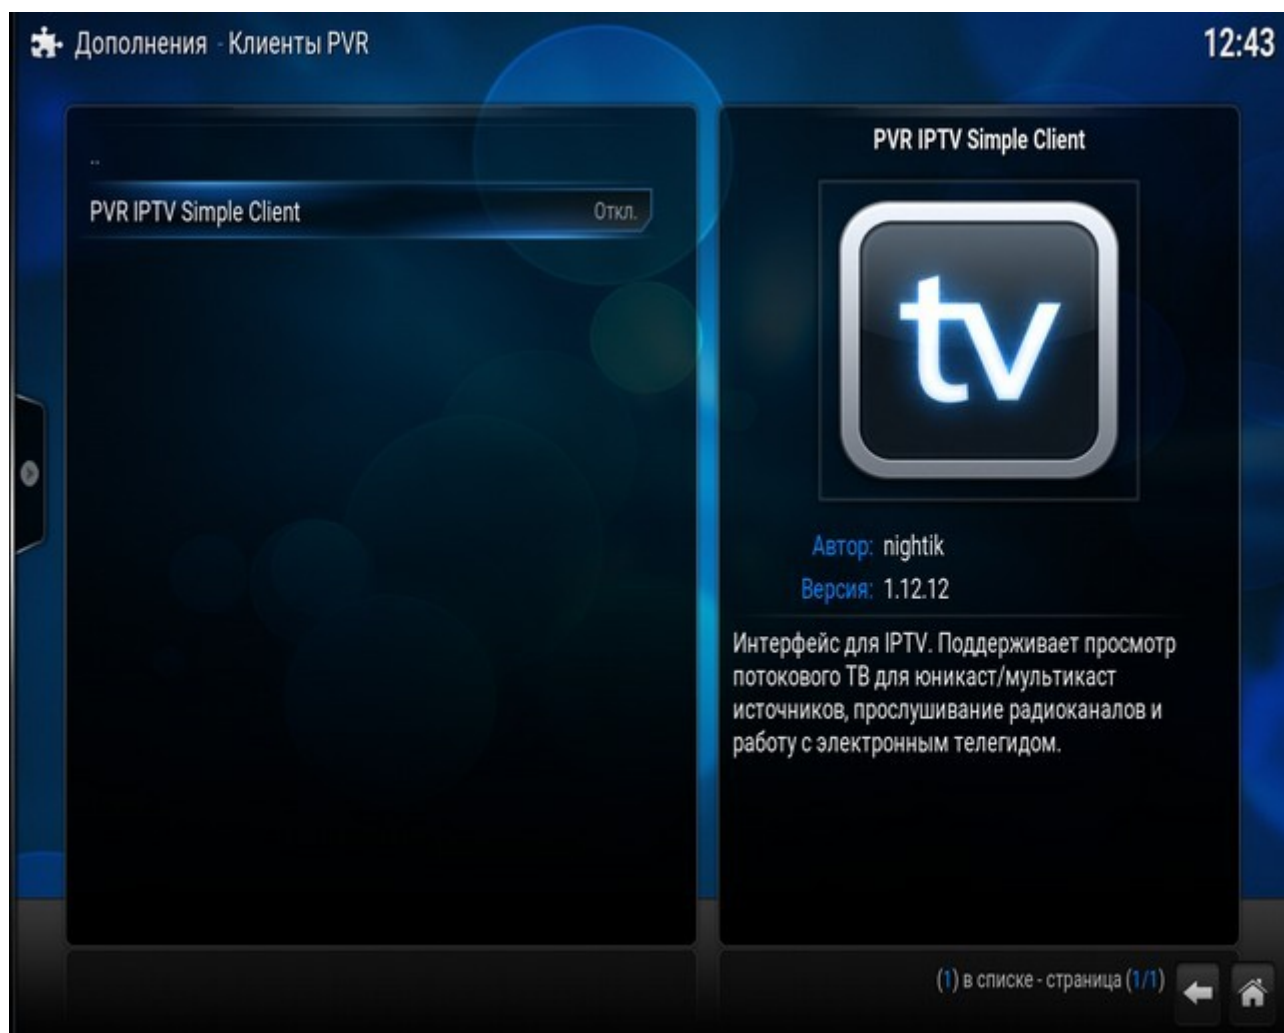 Дополнения - Клиенты PVR
12:43
..
PVR IPTV Simple Client
Откл.
PVR IPTV Simple Client
tv
Автор: nightik
Версия: 1.12.12
Интерфейс для IPTV. Поддерживает просмотр
потокового ТВ для юникаст/мультикаст
источников, прослушивание радиоканалов и
работу с электронным телегидом.
(1) в списке - страница (1/1)